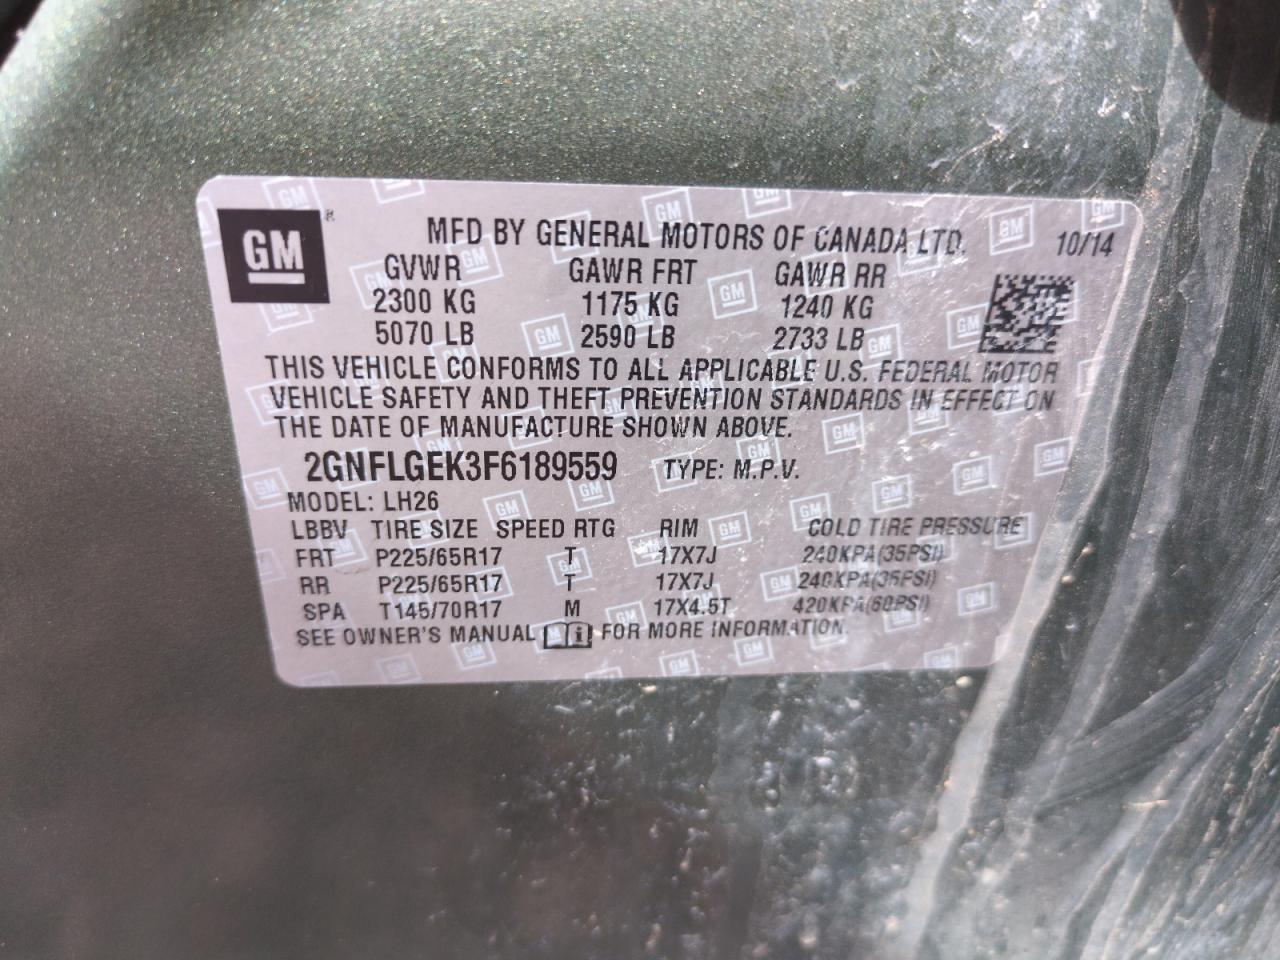 GM
MFD BY GENERAL MOTORS OF CANADA LTD. 10/14
GVWR GAWR FRT GAWR RR
2300 KG 1175 KG 1240 KG
5070 LB 2590 LB 2733 LB
THIS VEHICLE CONFORMS TO ALL APPLICABLE U.S. FEDERAL MOTOR
VEHICLE SAFETY AND THEFT PREVENTION STANDARDS IN EFFECT ON
THE DATE OF MANUFACTURE SHOWN ABOVE.
2GNFLGEK3F6189559 TYPE: M.P.V.
MODEL: LH26
LBBV TIRE SIZE SPEED RTG RIM COLD TIRE PRESSURE
FRT P225/65R17 T 17X7J 240KPA(35PSI)
RR P225/65R17 T 17X7J 240KPA(35PSI)
SPA T145/70R17 M 17X4.5T 420KPA(60PSI)
SEE OWNER'S MANUAL i FOR MORE INFORMATION.